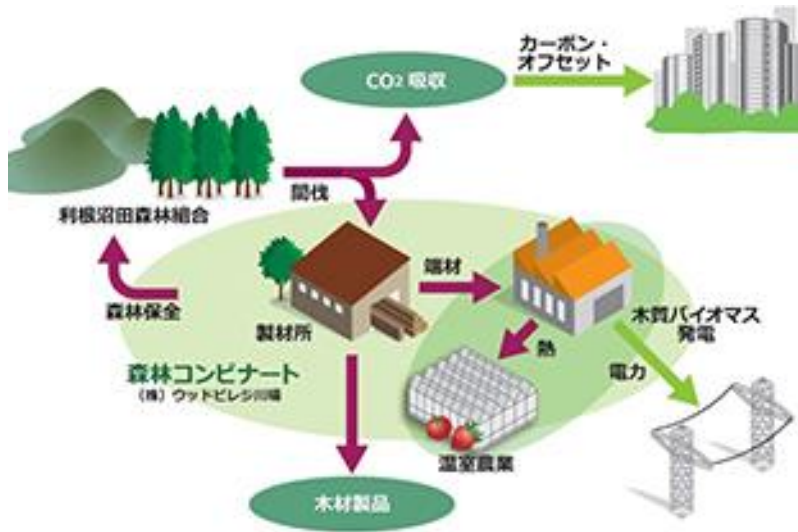 カーボン・
オフセット
CO2 吸収
間伐
利根沼田森林組合
端材
森林保全
製材所
木質バイオマス
発電
熱
電力
森林コンビナート
(株)ウッドビレジ川場
温室農業
木材製品